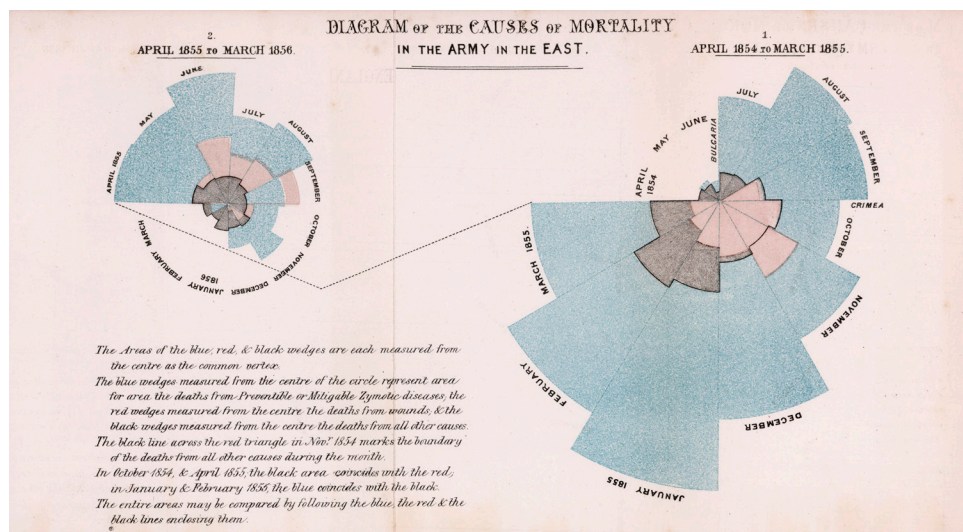 DIAGRAM OF THE CAUSES OF MORTALITY
IN THE ARMY IN THE EAST.
2.
APRIL 1855 TO MARCH 1856.
1.
APRIL 1854 TO MARCH 1855.
APRIL 1855
MAY
JUNE
JULY
AUGUST
SEPTEMBER
OCTOBER
NOVEMBER
DECEMBER
JANUARY
1856
FEBRUARY
MARCH
APRIL
1854
MAY
JUNE
BULGARIA
JULY
AUGUST
SEPTEMBER
CRIMEA
OCTOBER
NOVEMBER
DECEMBER
JANUARY 1855
FEBRUARY
MARCH 1855.
The Areas of the blue, red, & black wedges are each measured from
the centre as the common vertex.
The blue wedges measured from the centre of the circle represent area
for area the deaths from Preventible or Mitigable Zymotic diseases, the
red wedges measured from the centre the deaths from wounds, & the
black wedges measured from the centre the deaths from all other causes.
The black line across the red triangle in Nov.r 1854 marks the boundary
of the deaths from all other causes during the month.
In October 1854, & April 1855, the black area coincides with the red,
in January & February 1856, the blue coincides with the black.
The entire areas may be compared by following the blue, the red & the
black lines enclosing them.